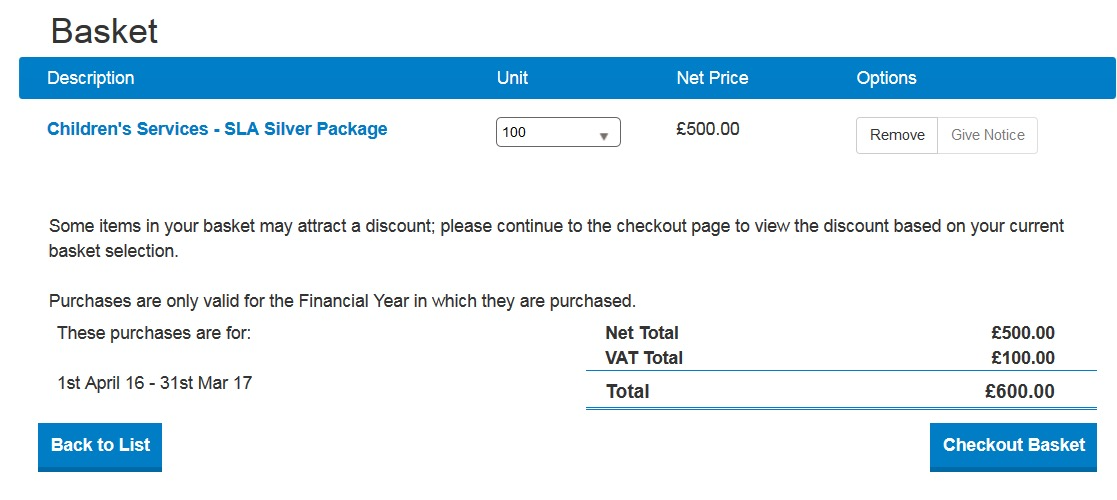 Basket
Description Unit Net Price Options
Children's Services - SLA Silver Package 100 £500.00 Remove Give Notice
Some items in your basket may attract a discount; please continue to the checkout page to view the discount based on your current
basket selection.
Purchases are only valid for the Financial Year in which they are purchased.
These purchases are for: Net Total £500.00
VAT Total £100.00
1st April 16 - 31st Mar 17 Total £600.00
Back to List Checkout Basket